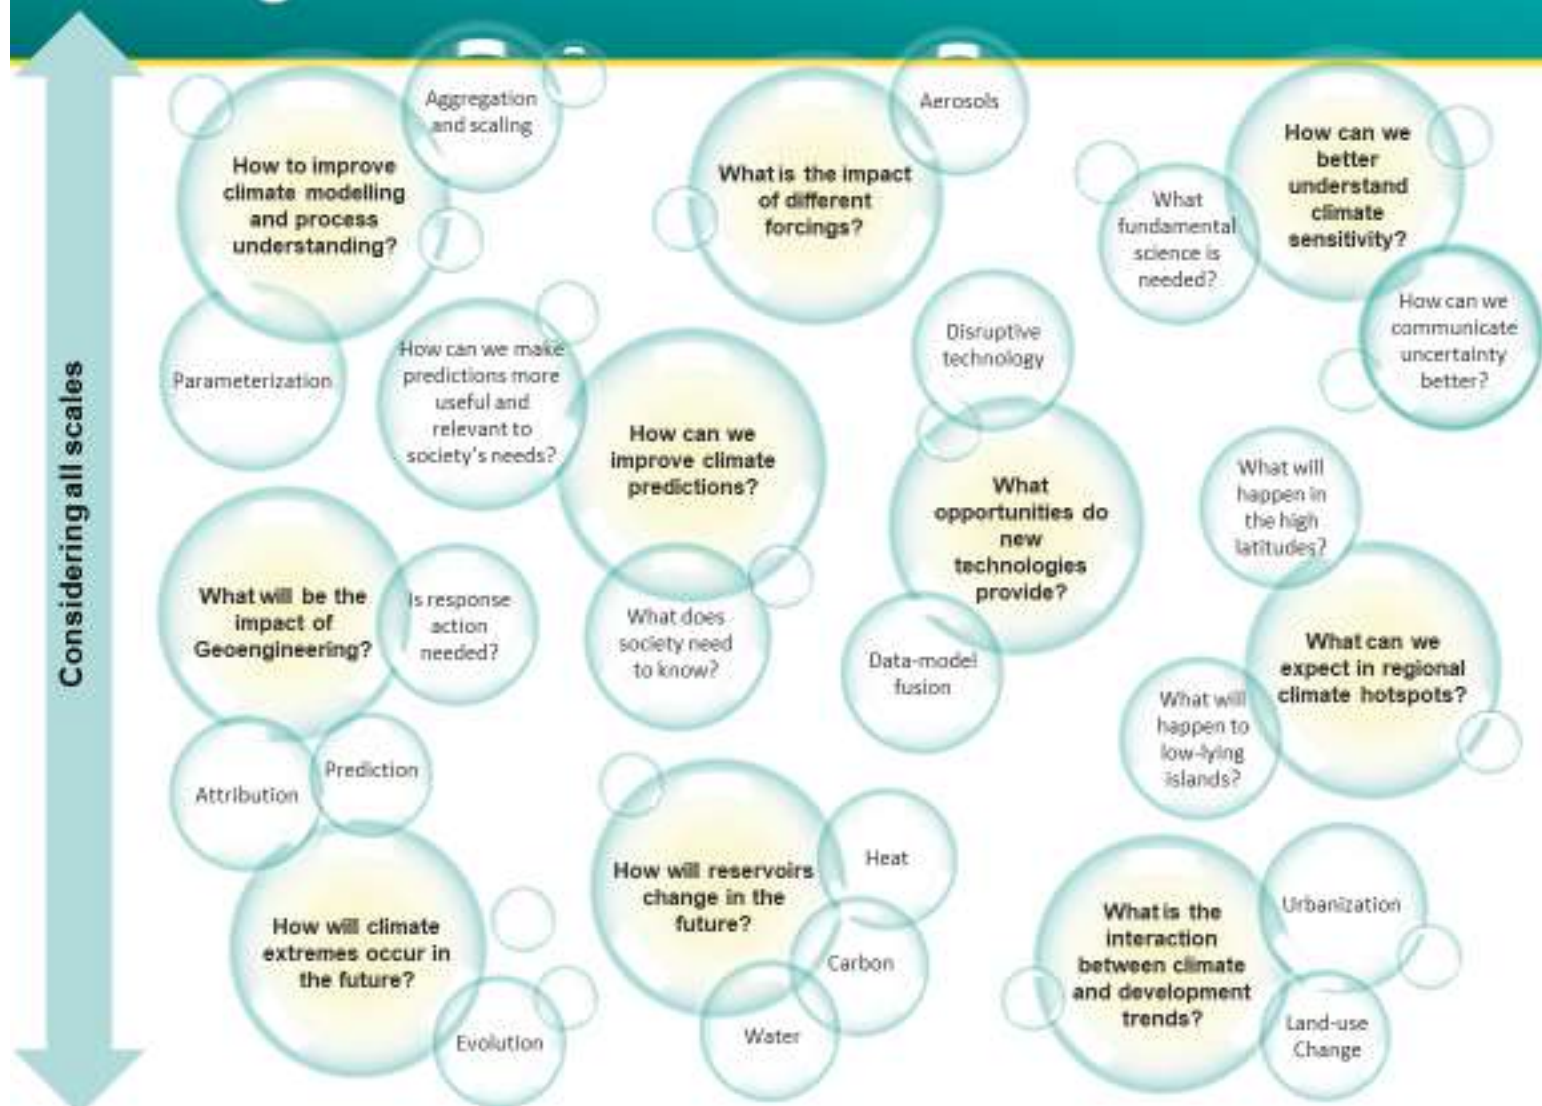 Considering all scales
Aggregation
and scaling
How to improve
climate modelling
and process
understanding?
Parameterization
What is the impact
of different
forcings?
Aerosols
How can we
better
understand
climate
sensitivity?
What
fundamental
science is
needed?
How can we
communicate
uncertainty
better?
How can we make
predictions more
useful and
relevant to
society's needs?
How can we
improve climate
predictions?
What does
society need
to know?
Disruptive
technology
What
opportunities do
new
technologies
provide?
Data-model
fusion
What will
happen in
the high
latitudes?
What can we
expect in regional
climate hotspots?
What will
happen to
low-lying
islands?
What will be the
impact of
Geoengineering?
Is response
action
needed?
Attribution
Prediction
How will climate
extremes occur in
the future?
Evolution
How will reservoirs
change in the
future?
Heat
Carbon
Water
What is the
interaction
between climate
and development
trends?
Urbanization
Land-use
Change